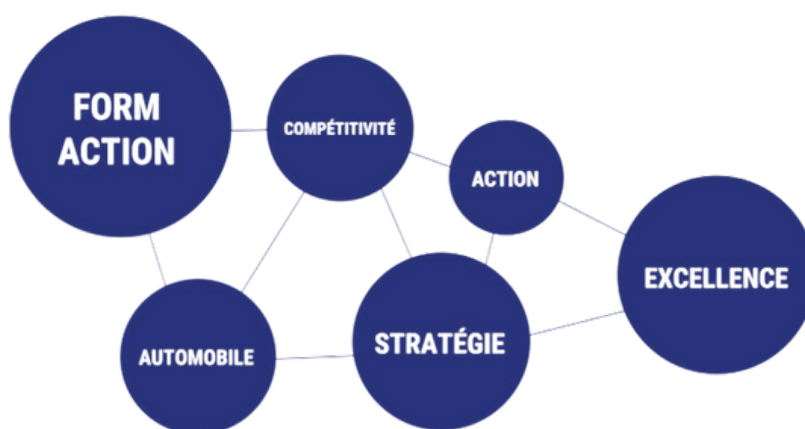 FORM
ACTION
COMPÉTITIVITÉ
ACTION
EXCELLENCE
STRATÉGIE
AUTOMOBILE